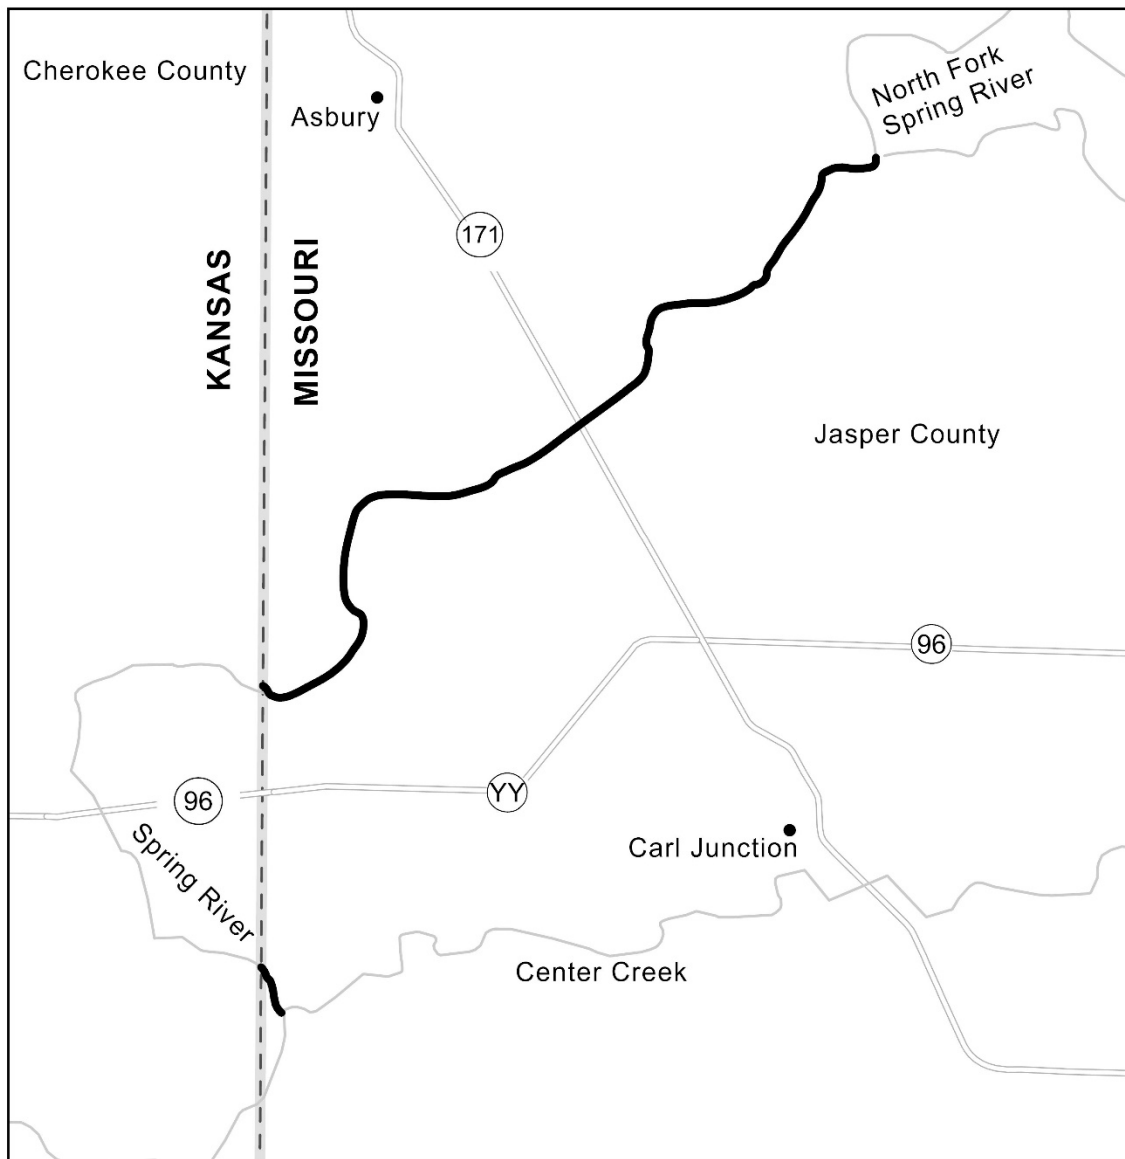 Cherokee County
North Fork
Spring River
Asbury
171
KANSAS
MISSOURI
Jasper County
96
YY
96
Spring River
Carl Junction
Center Creek